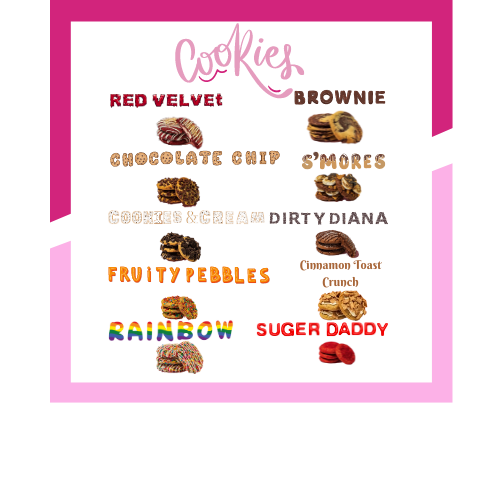 Cookies
RED VELVEt
BROWNIE
CHOCOLATE CHIP
S'MORES
COOKIES & CREAM
DIRTY DIANA
FRUiTY PEBBLES
Cinnamon Toast
Crunch
RAINBOW
SUGER DADDY